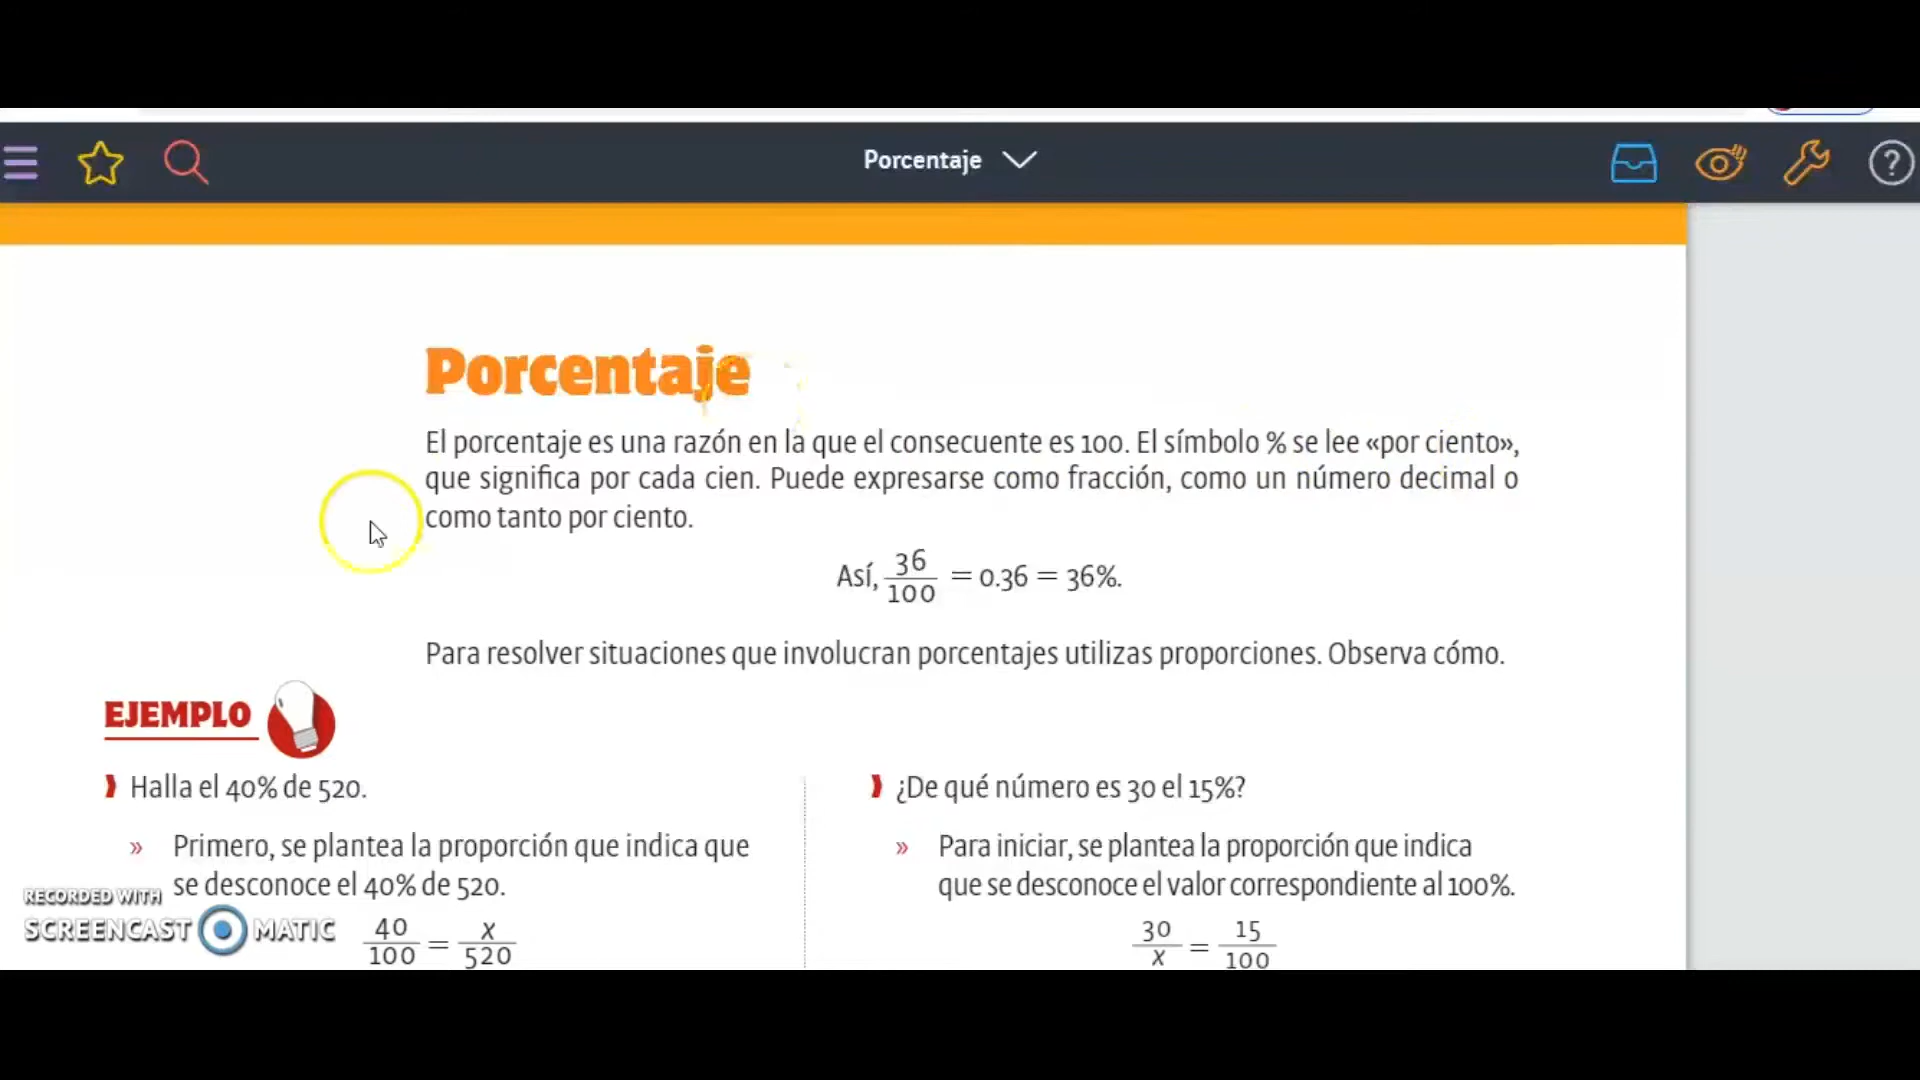 Porcentaje
Porcentaje
El porcentaje es una razón en la que el consecuente es 100. El símbolo % se lee «por ciento»,
que significa por cada cien. Puede expresarse como fracción, como un número decimal o
como tanto por ciento.
Así, 36/100 = 0.36 = 36%.
Para resolver situaciones que involucran porcentajes utilizas proporciones. Observa cómo.
EJEMPLO
Halla el 40% de 520.
» Primero, se plantea la proporción que indica que
se desconoce el 40% de 520.
40/100 = x/520
¿De qué número es 30 el 15%?
» Para iniciar, se plantea la proporción que indica
que se desconoce el valor correspondiente al 100%.
30/x = 15/100
RECORDED WITH
SCREENCAST MATIC